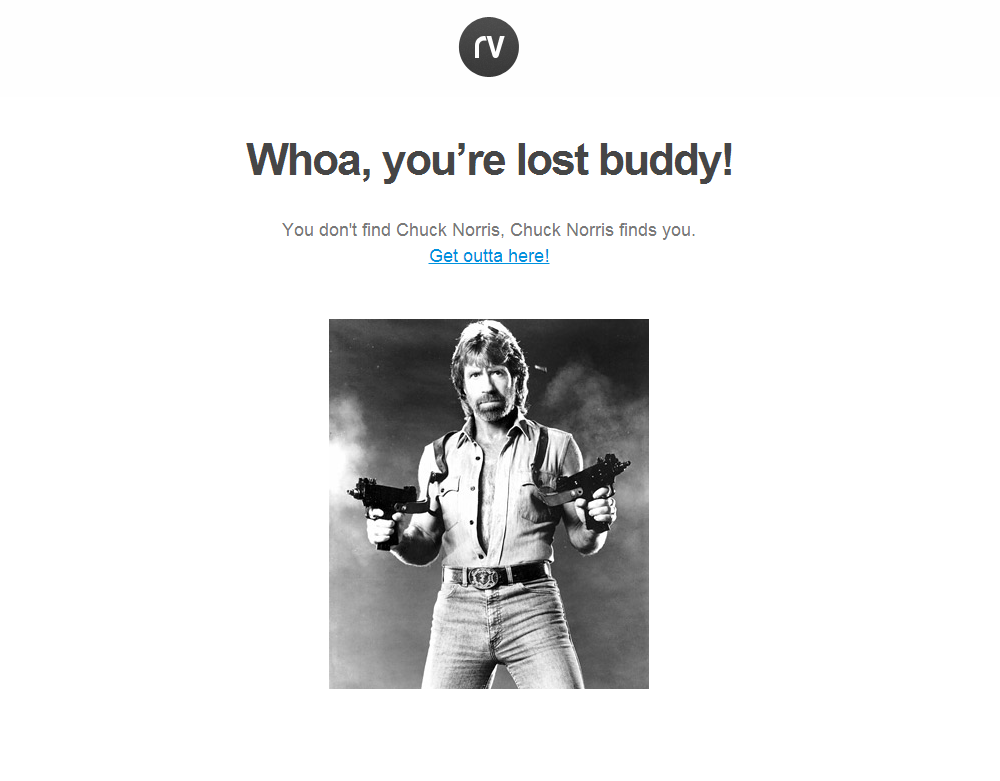 rv
Whoa, you’re lost buddy!
You don't find Chuck Norris, Chuck Norris finds you.
Get outta here!